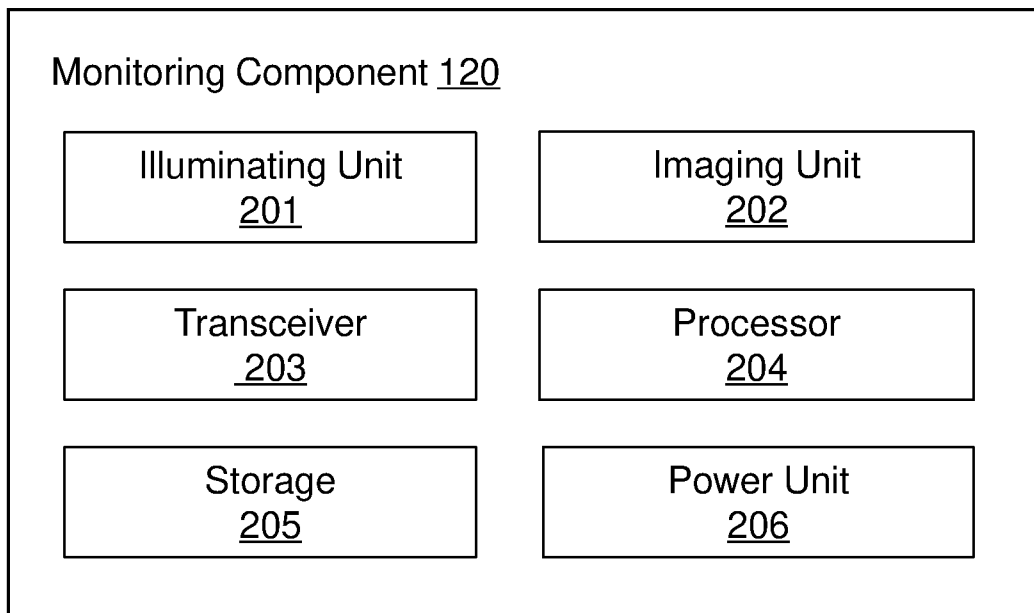 Monitoring Component 120
Illuminating Unit
201
Imaging Unit
202
Transceiver
203
Processor
204
Storage
205
Power Unit
206